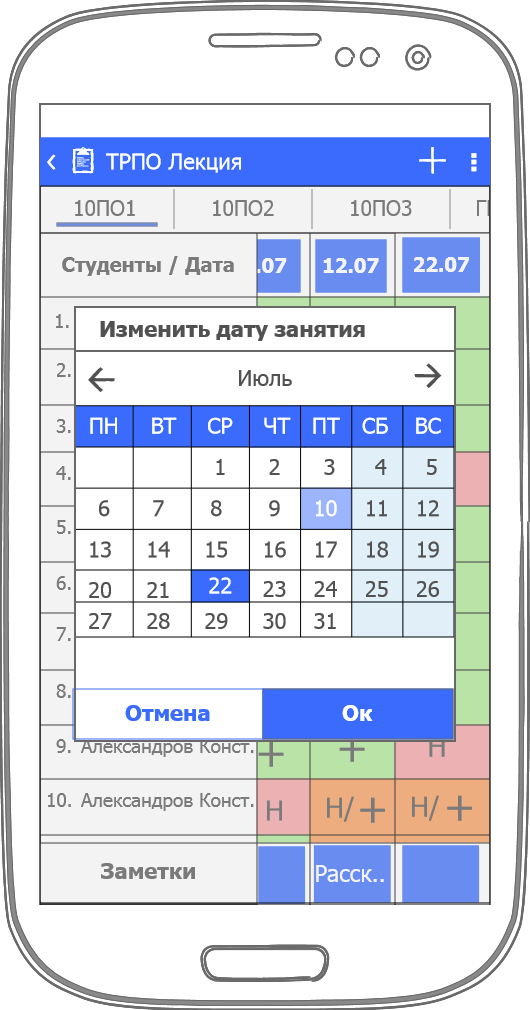 ТРПО Лекция
10ПО1 10ПО2 10ПО3
Студенты / Дата .07 12.07 22.07
1.
Изменить дату занятия
2.
Июль
3.
ПН ВТ СР ЧТ ПТ СБ ВС
4.
1 2 3 4 5
5.
6 7 8 9 10 11 12
13 14 15 16 17 18 19
6.
20 21 22 23 24 25 26
7.
27 28 29 30 31
8.
Отмена Ок
9. Александров Конст. + + Н
10. Александров Конст. Н Н/+ Н/+
Заметки Расск..